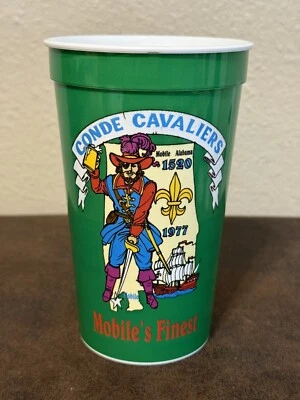 CONDE CAVALIERS
Mobile Alabama
1520
1977
Mobile's Finest